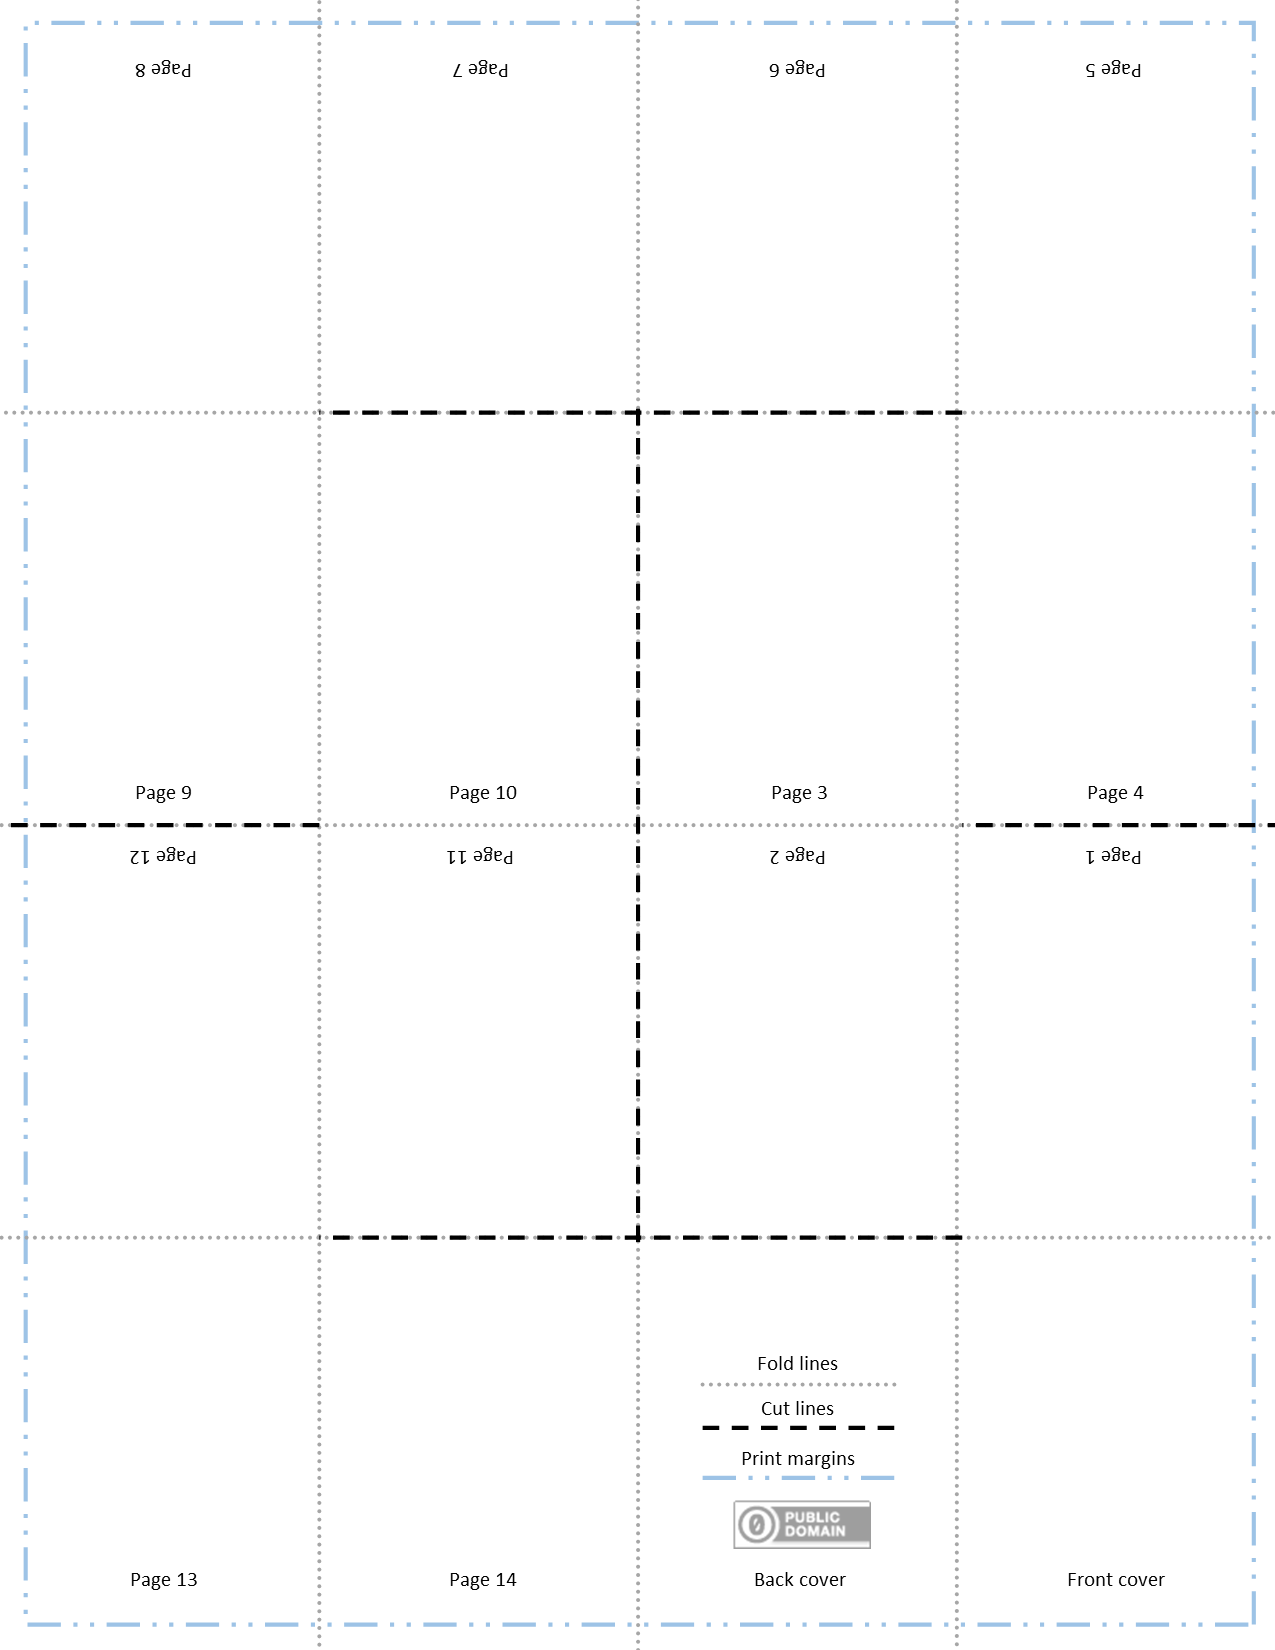 Page 8
Page 7
Page 6
Page 5
Page 9
Page 10
Page 3
Page 4
Page 12
Page 11
Page 2
Page 1
Fold lines
Cut lines
Print margins
PUBLIC
DOMAIN
Page 13
Page 14
Back cover
Front cover